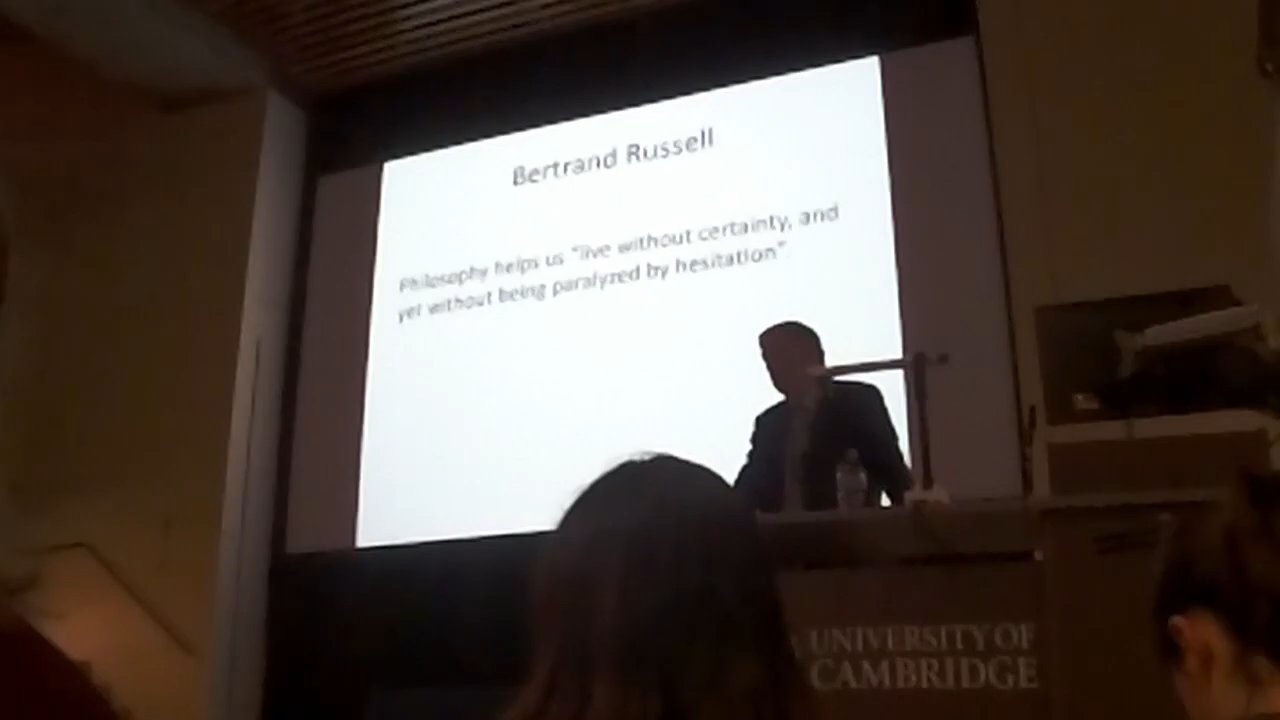 Bertrand Russell
Philosophy helps us "live without certainty, and
yet without being paralyzed by hesitation".
UNIVERSITY OF
CAMBRIDGE